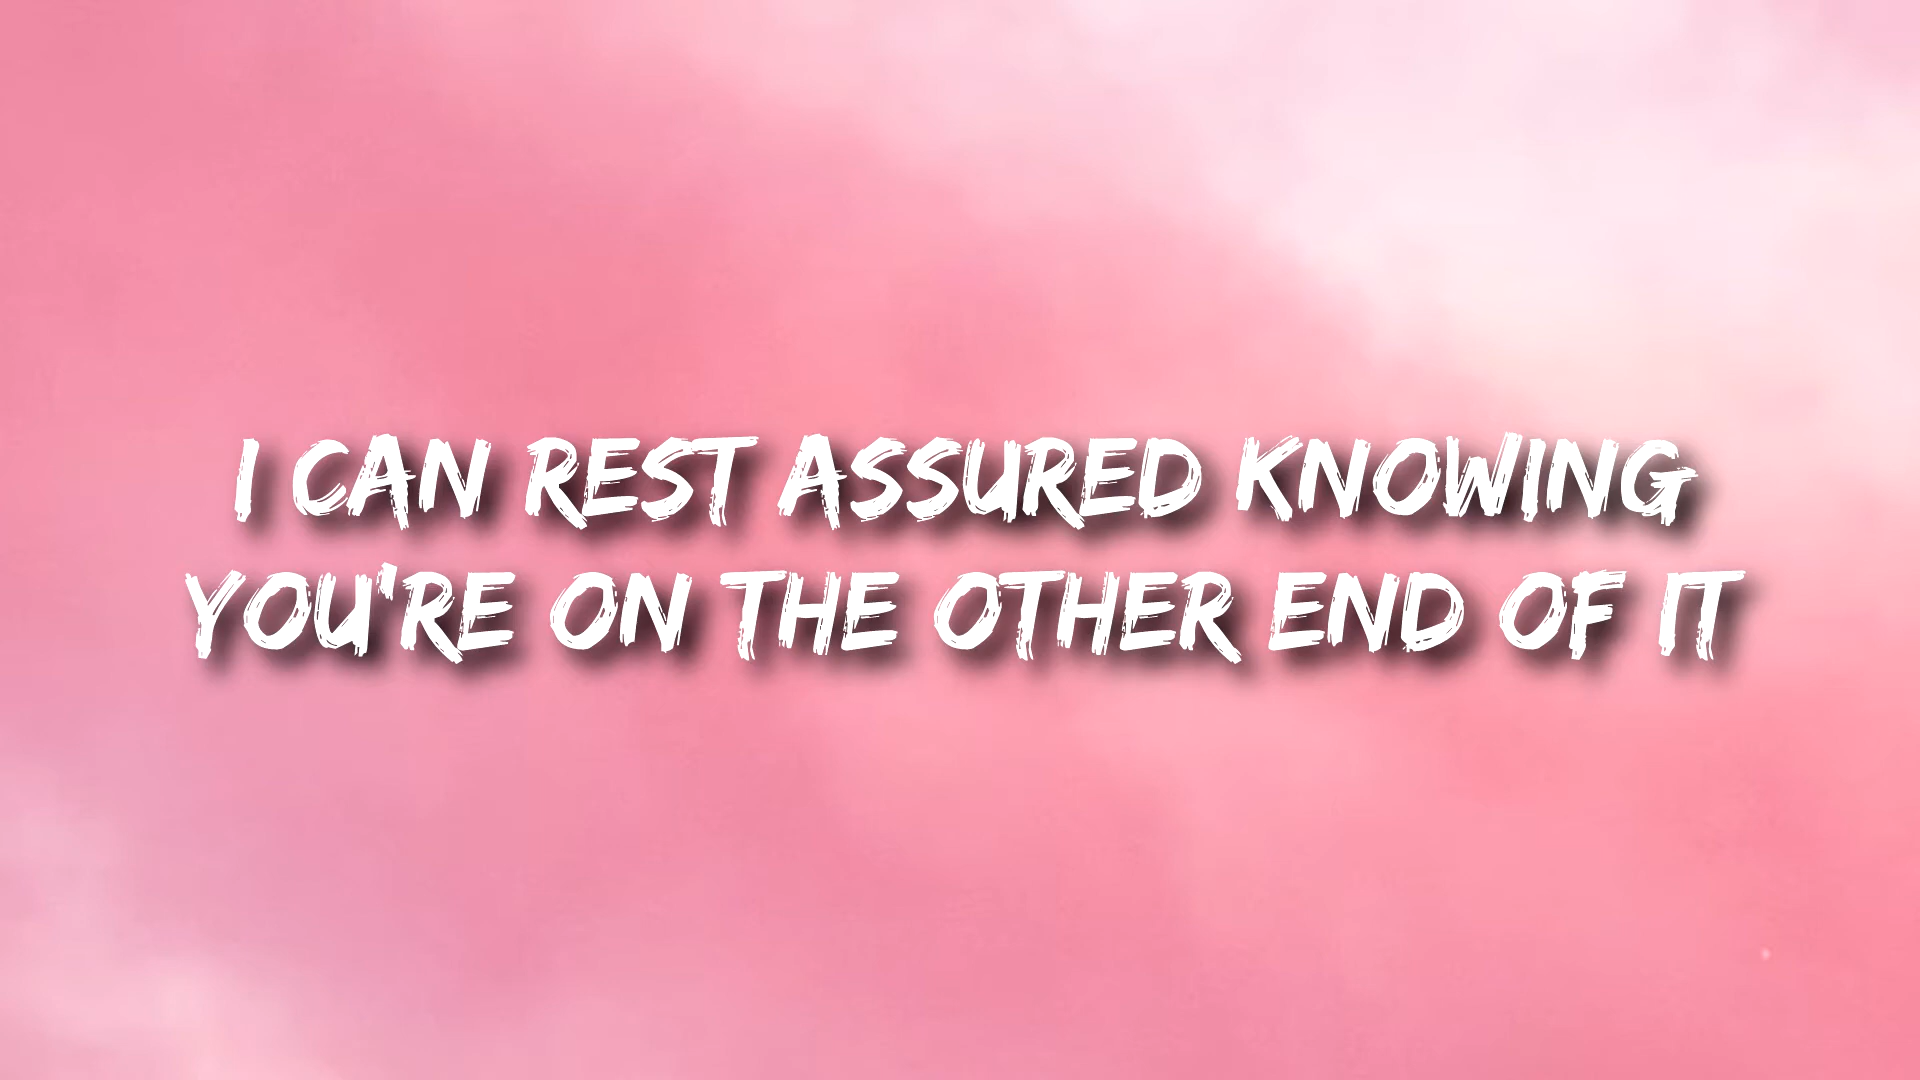 I CAN REST ASSURED KNOWING
YOU'RE ON THE OTHER END OF IT